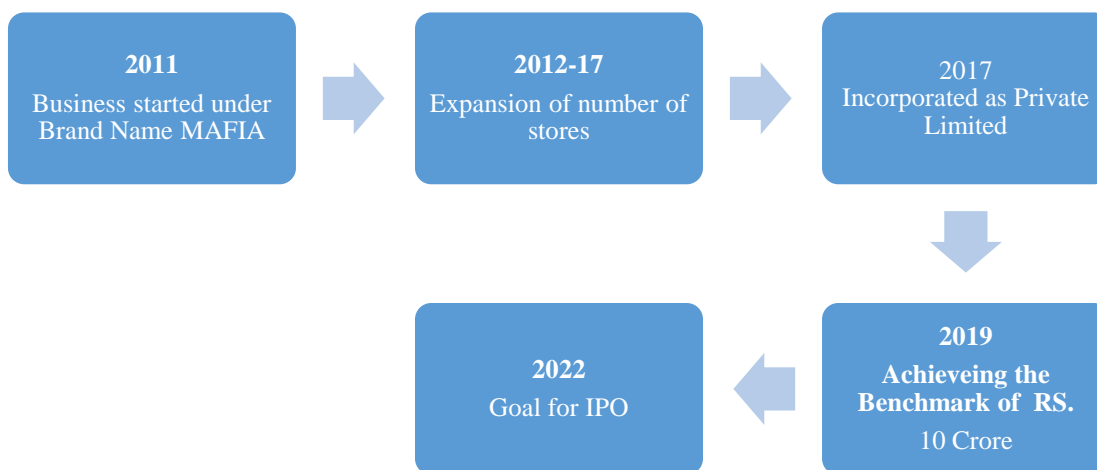 2011
Business started under
Brand Name MAFIA
2012-17
Expansion of number of
stores
2017
Incorporated as Private
Limited
2019
Achieveing the
Benchmark of RS.
10 Crore
2022
Goal for IPO